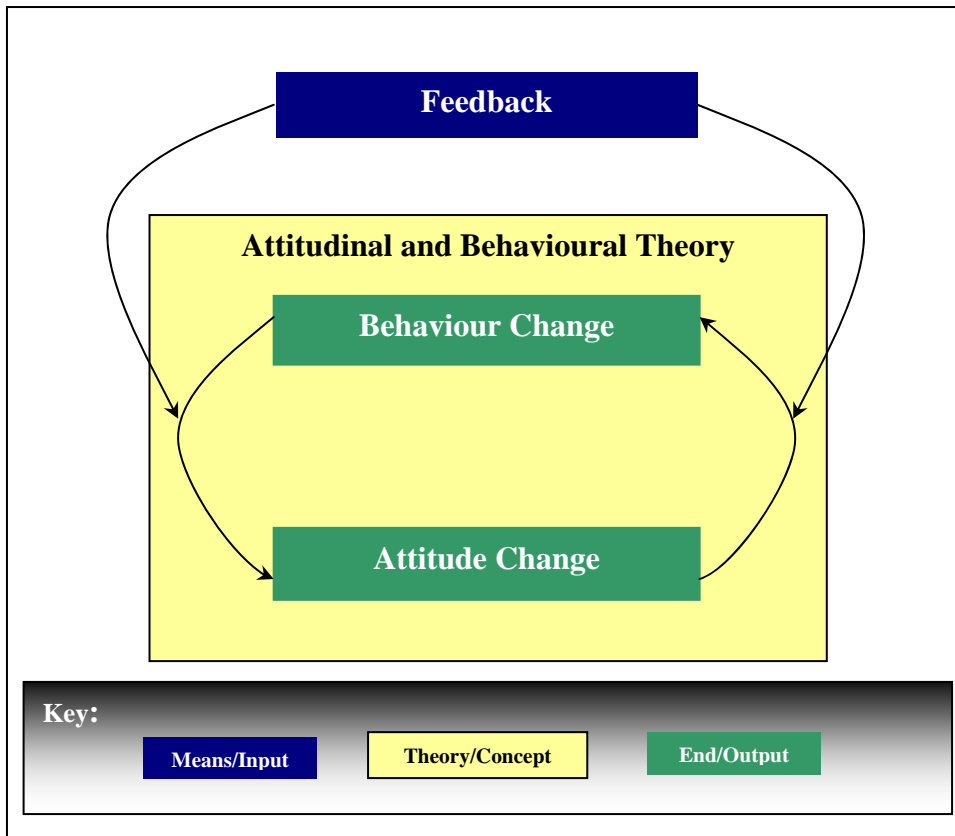 Feedback
Attitudinal and Behavioural Theory
Behaviour Change
Attitude Change
Key:
Means/Input
Theory/Concept
End/Output